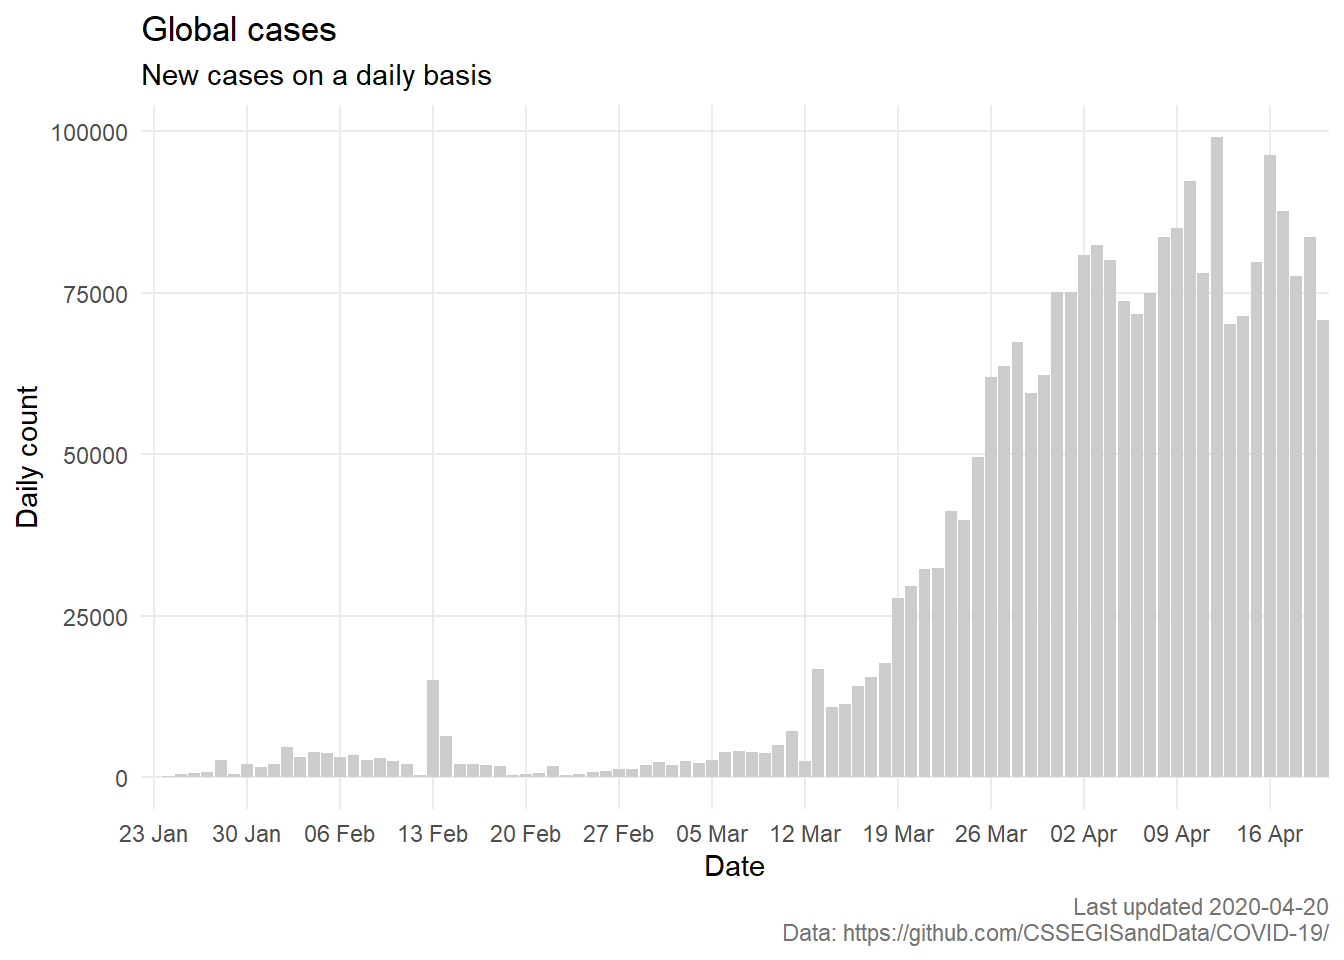 Global cases
New cases on a daily basis
100000
75000
50000
25000
0
Daily count
23 Jan 30 Jan 06 Feb 13 Feb 20 Feb 27 Feb 05 Mar 12 Mar 19 Mar 26 Mar 02 Apr 09 Apr 16 Apr
Date
Last updated 2020-04-20
Data: https://github.com/CSSEGISandData/COVID-19/